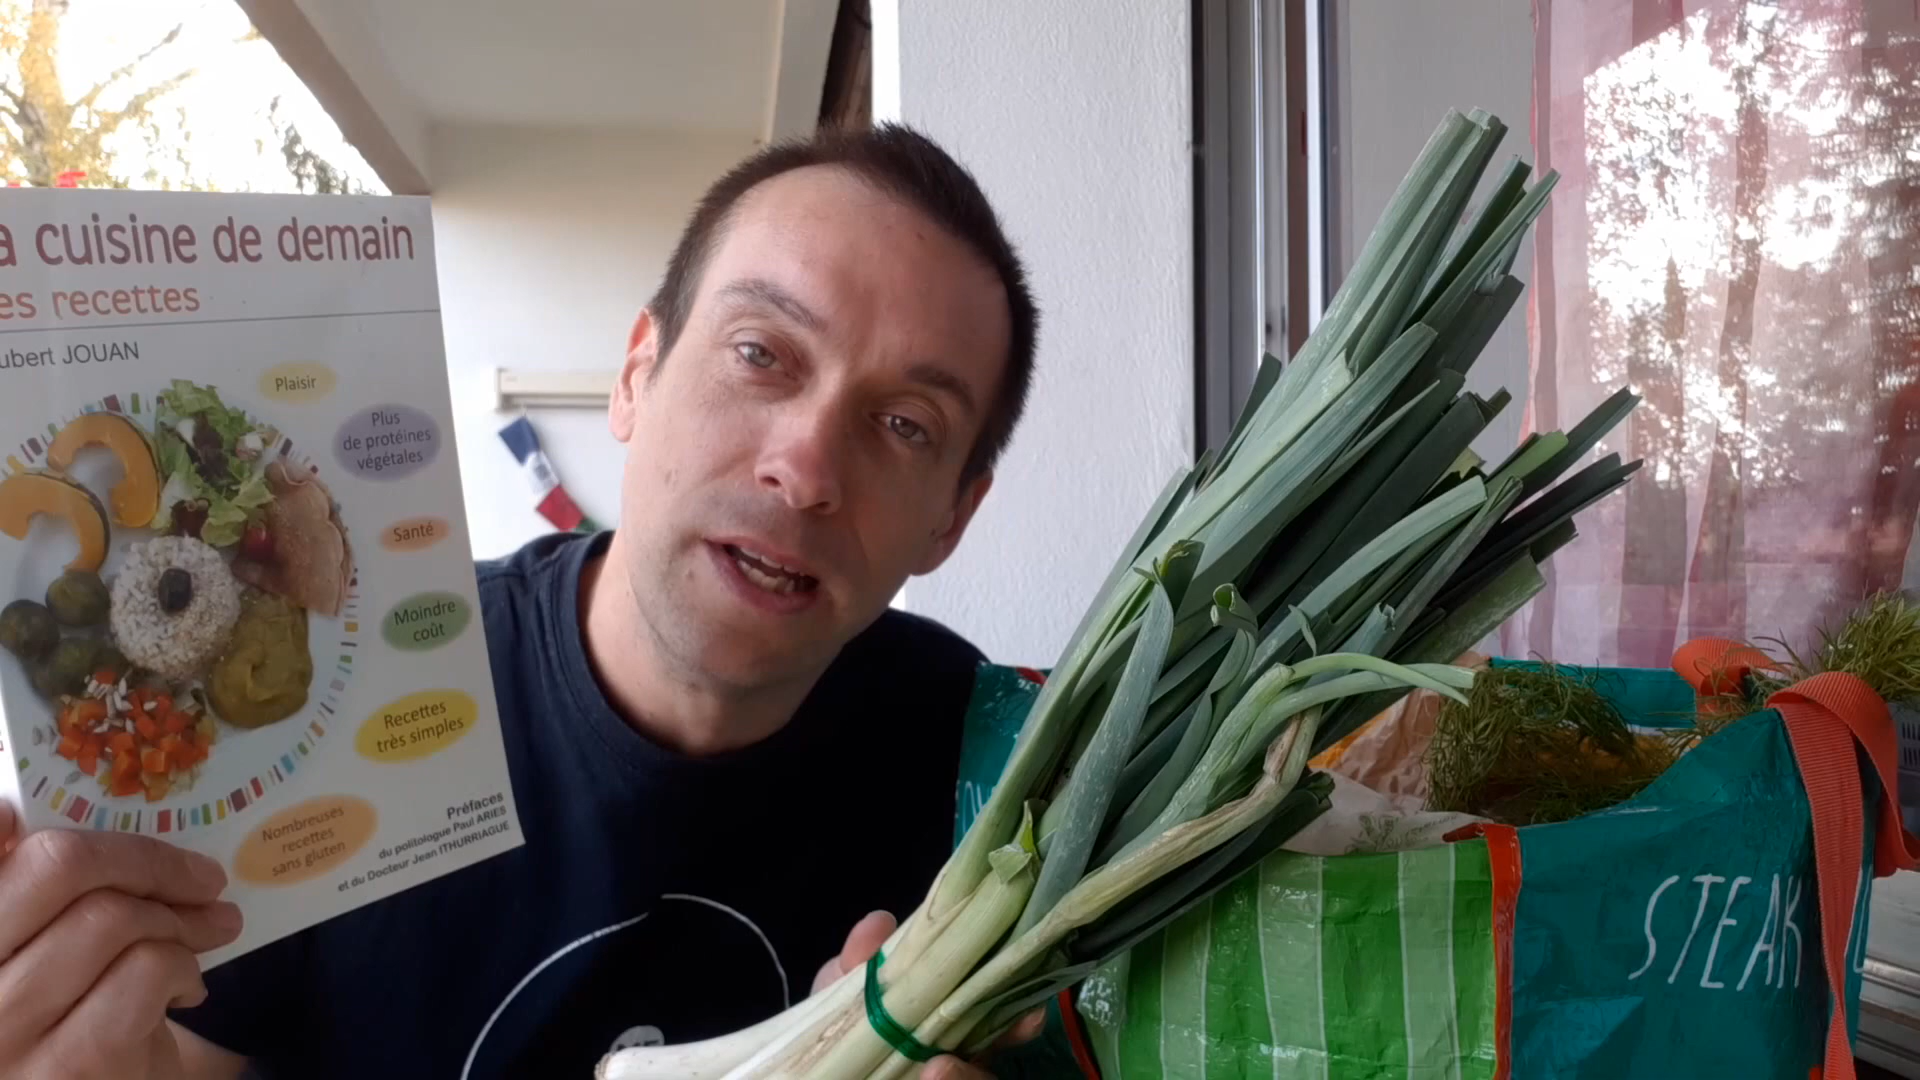 a cuisine de demain
es recettes
ubert JOUAN
Plaisir
Plus
de protéines
végétales
Santé
Moindre
coût
Recettes
très simples
Nombreuses
recettes
sans gluten
Préfaces
du politologue Paul ARIES
et du Docteur Jean ITHURRIAGUE
STEAK